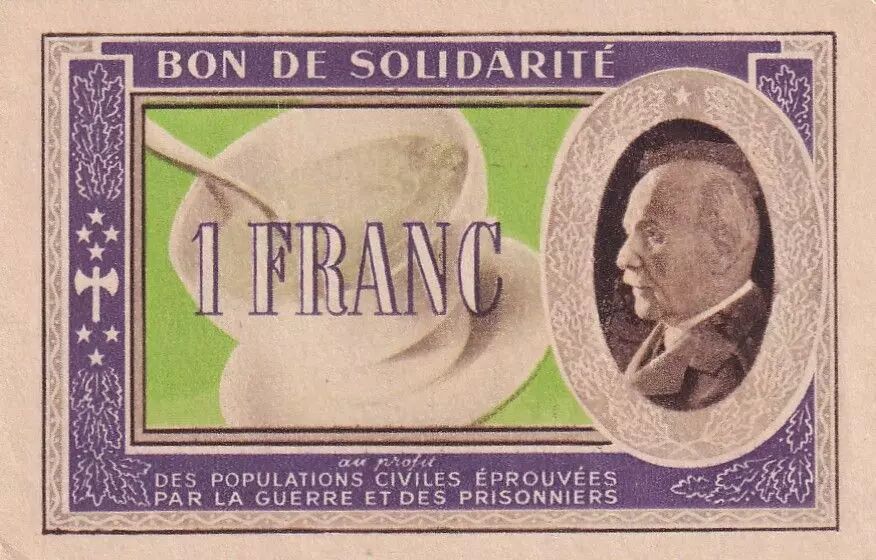 BON DE SOLIDARITÉ
1 FRANC
au profit
DES POPULATIONS CIVILES ÉPROUVÉES
PAR LA GUERRE ET DES PRISONNIERS